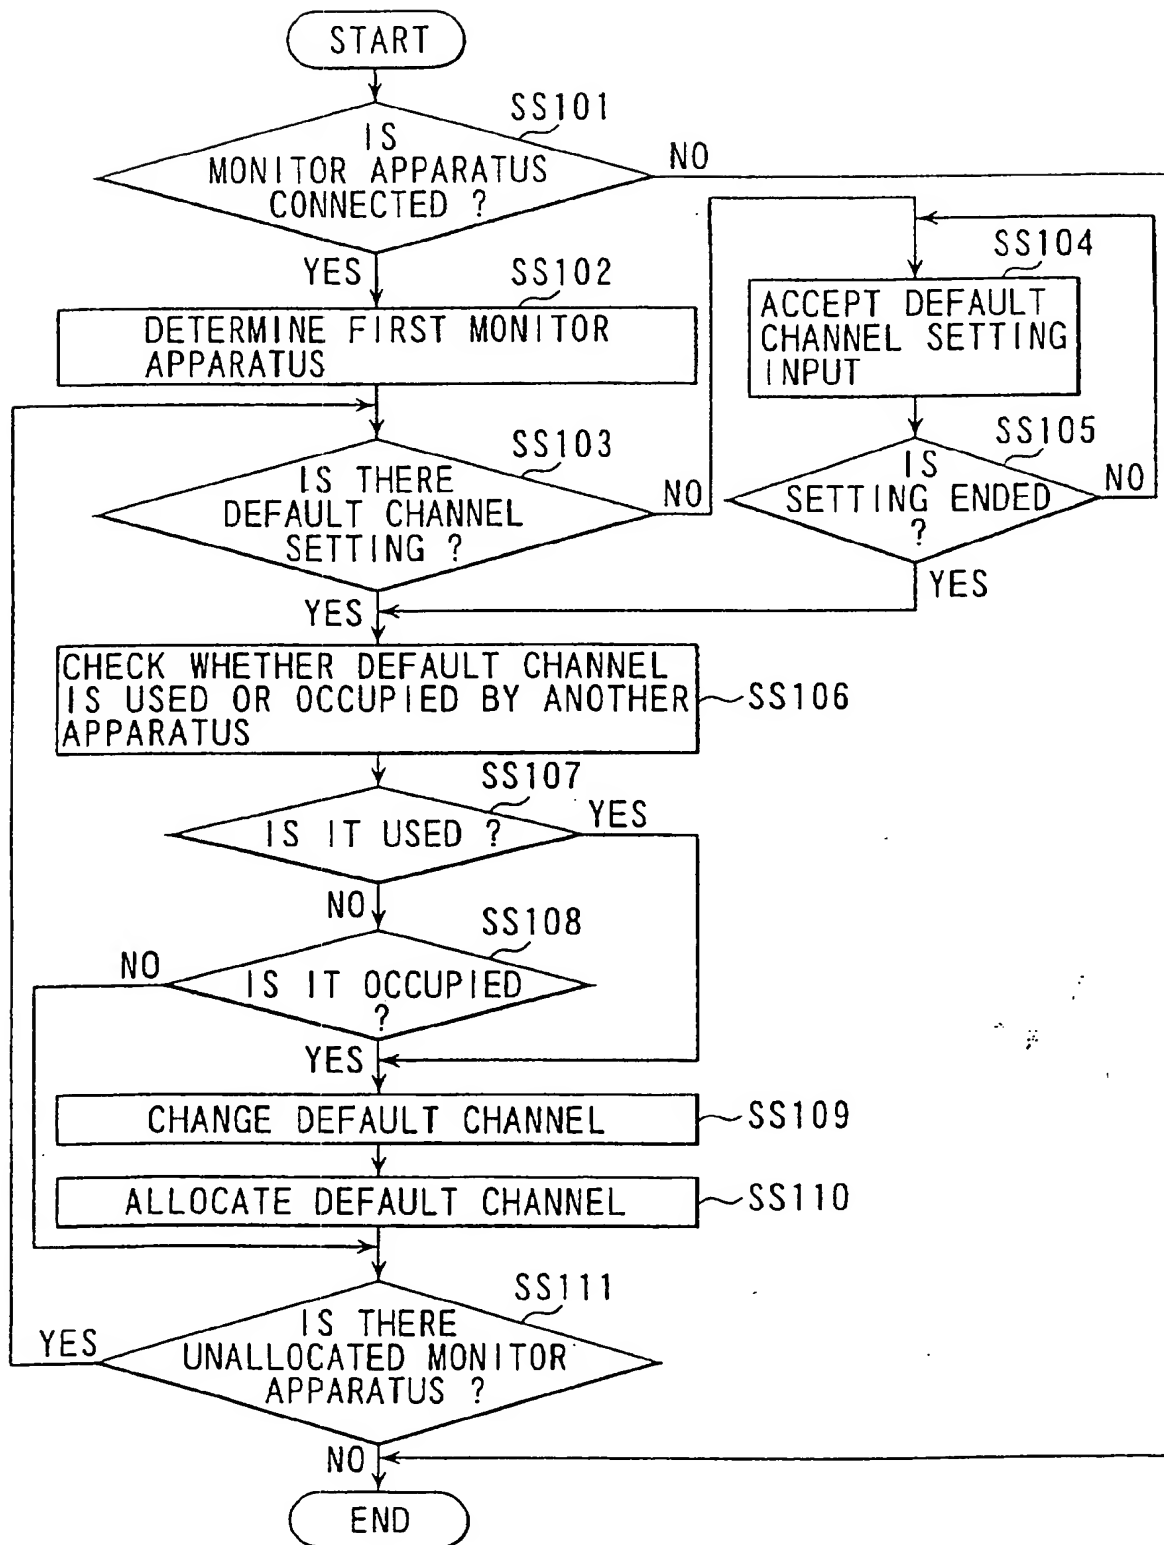 START
SS101
IS
MONITOR APPARATUS
CONNECTED ?
NO
YES
SS102
DETERMINE FIRST MONITOR
APPARATUS
SS104
ACCEPT DEFAULT
CHANNEL SETTING
INPUT
SS103
IS THERE
DEFAULT CHANNEL
SETTING ?
NO
SS105
IS
SETTING ENDED
?
NO
YES
YES
CHECK WHETHER DEFAULT CHANNEL
IS USED OR OCCUPIED BY ANOTHER
APPARATUS
SS106
SS107
IS IT USED ?
YES
NO
SS108
NO
IS IT OCCUPIED
?
YES
CHANGE DEFAULT CHANNEL
SS109
ALLOCATE DEFAULT CHANNEL
SS110
SS111
IS THERE
UNALLOCATED MONITOR
APPARATUS ?
YES
NO
END